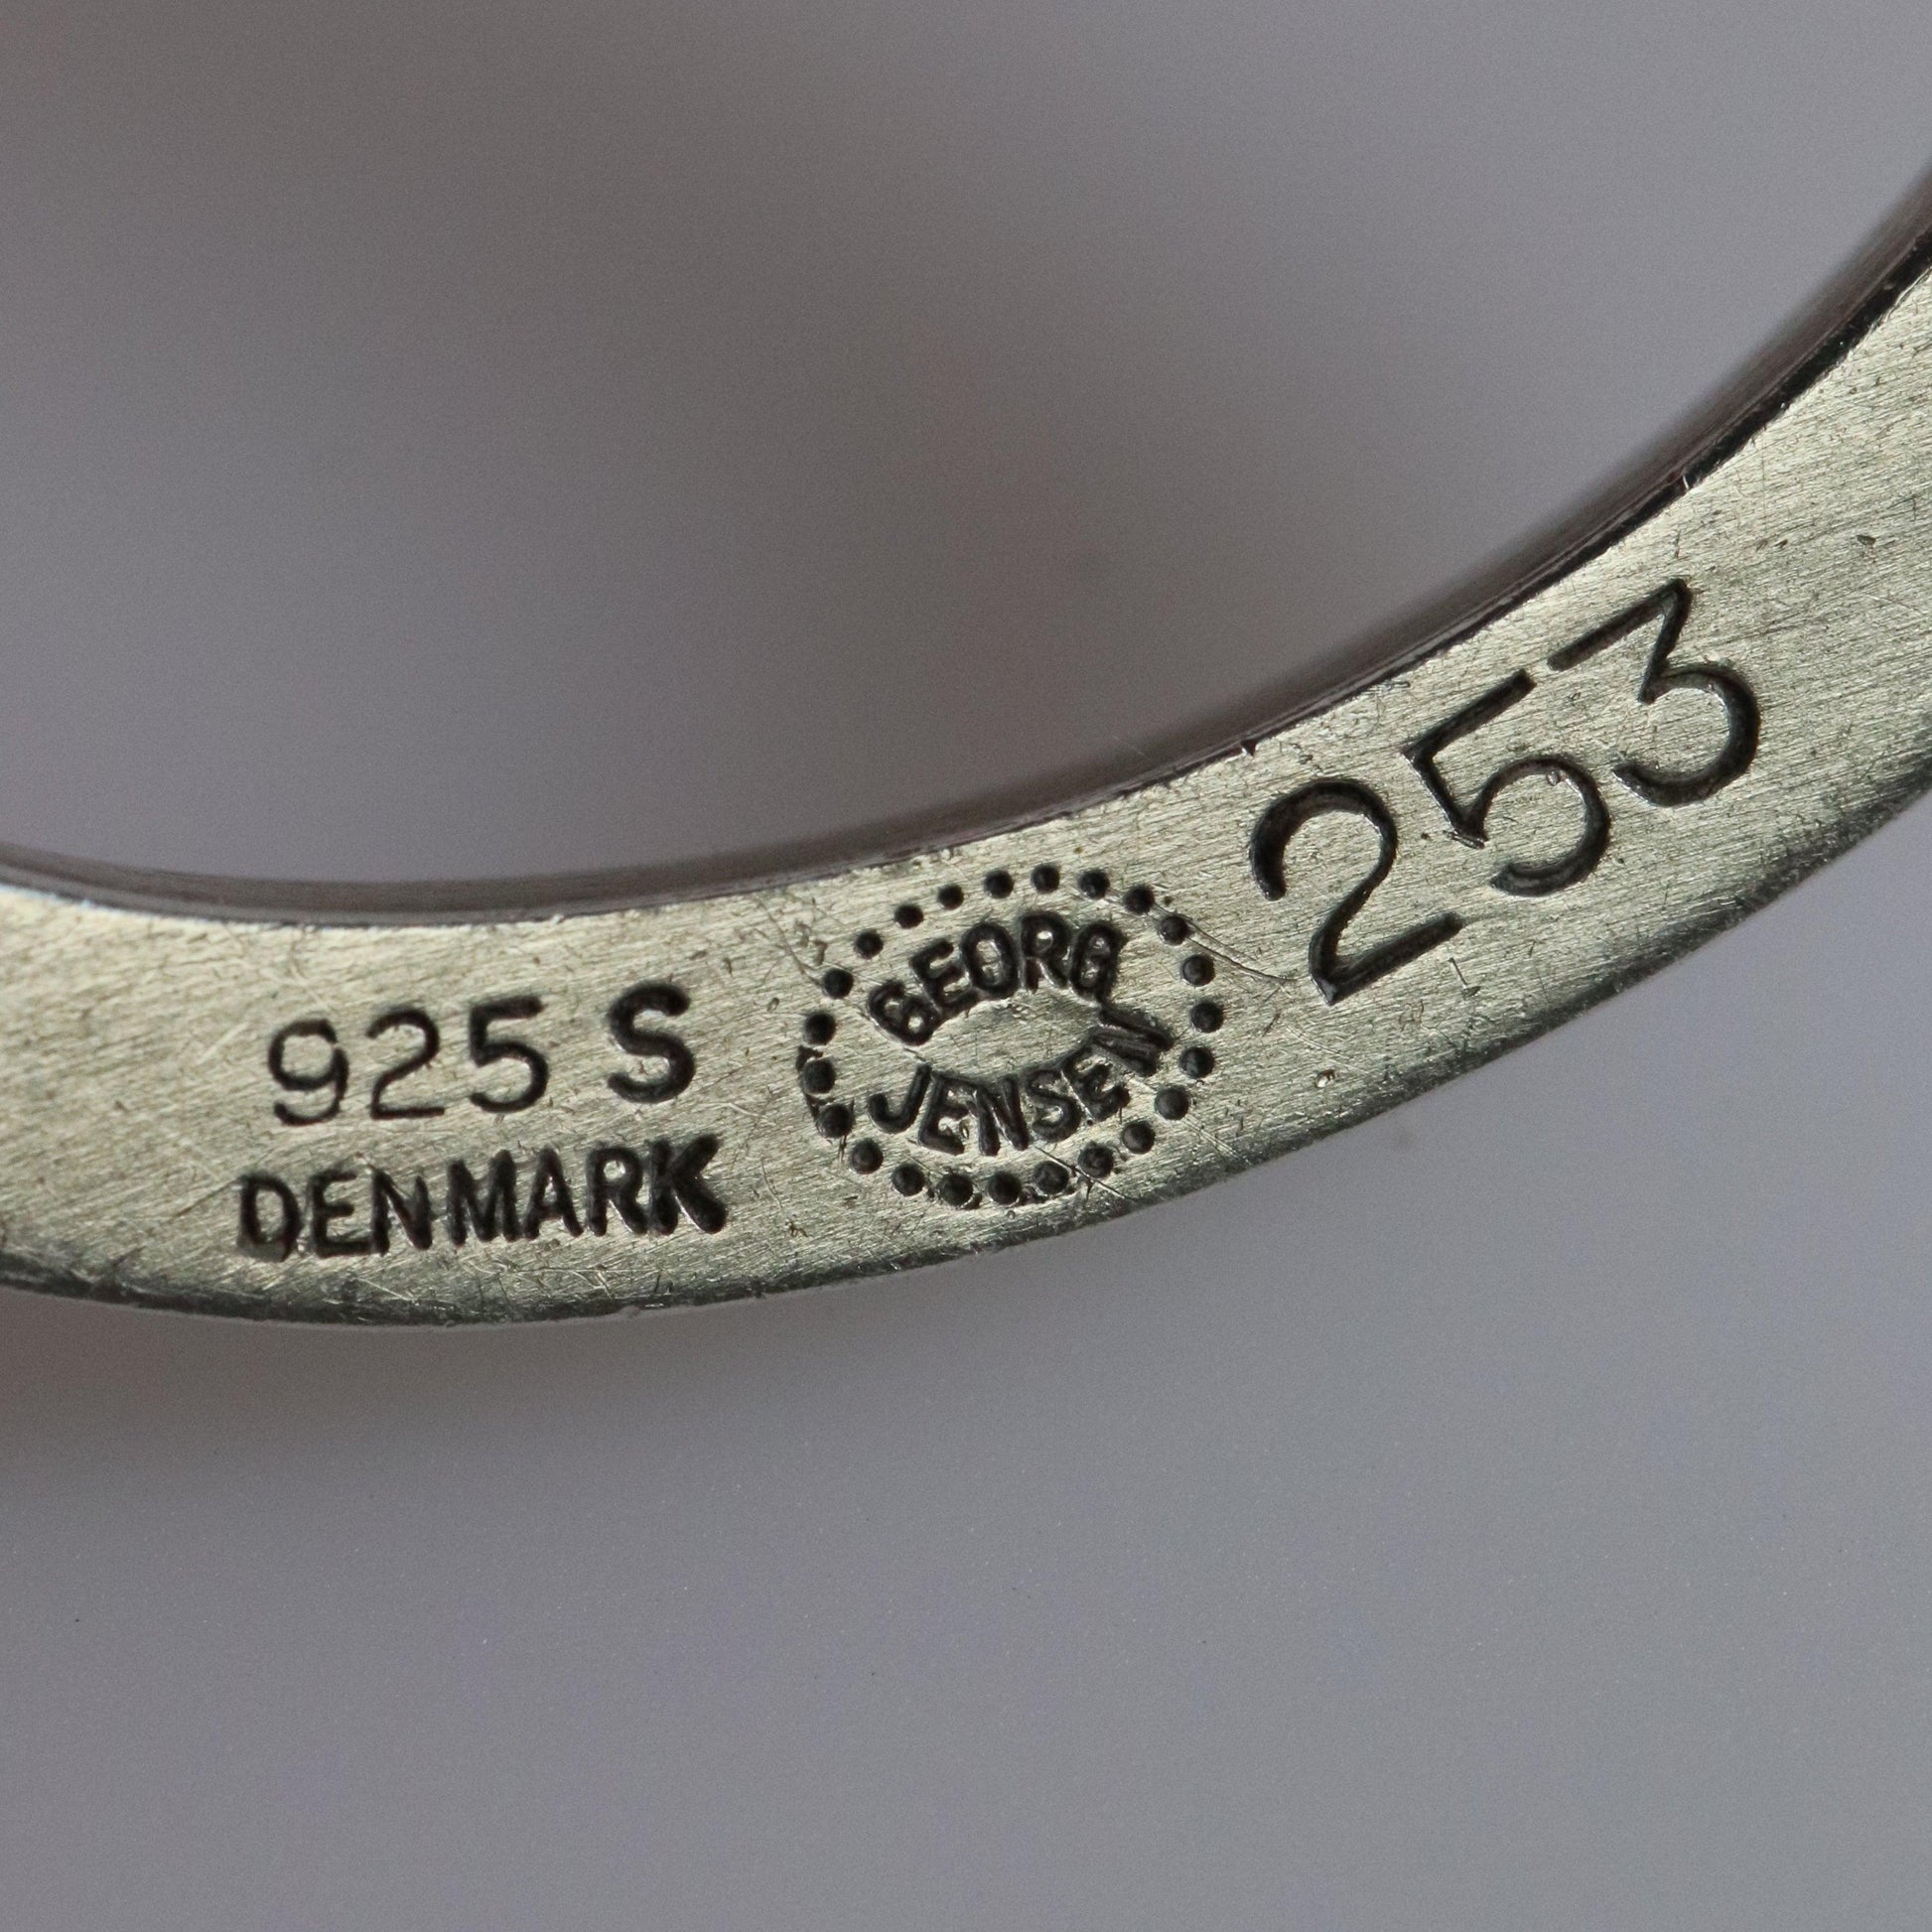 925 S
DENMARK
GEORG
JENSEN
253